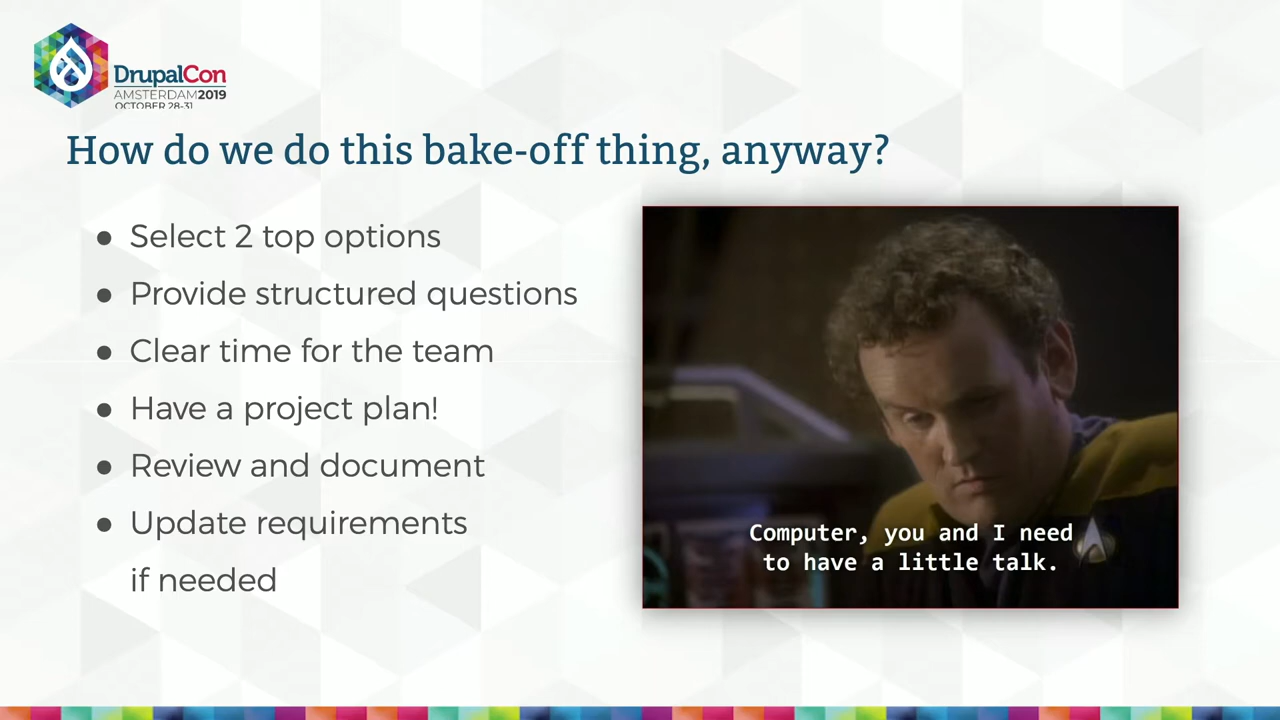 DrupalCon
AMSTERDAM2019
OCTOBER 28-31
How do we do this bake-off thing, anyway?
● Select 2 top options
● Provide structured questions
● Clear time for the team
● Have a project plan!
● Review and document
● Update requirements
if needed
Computer, you and I need
to have a little talk.